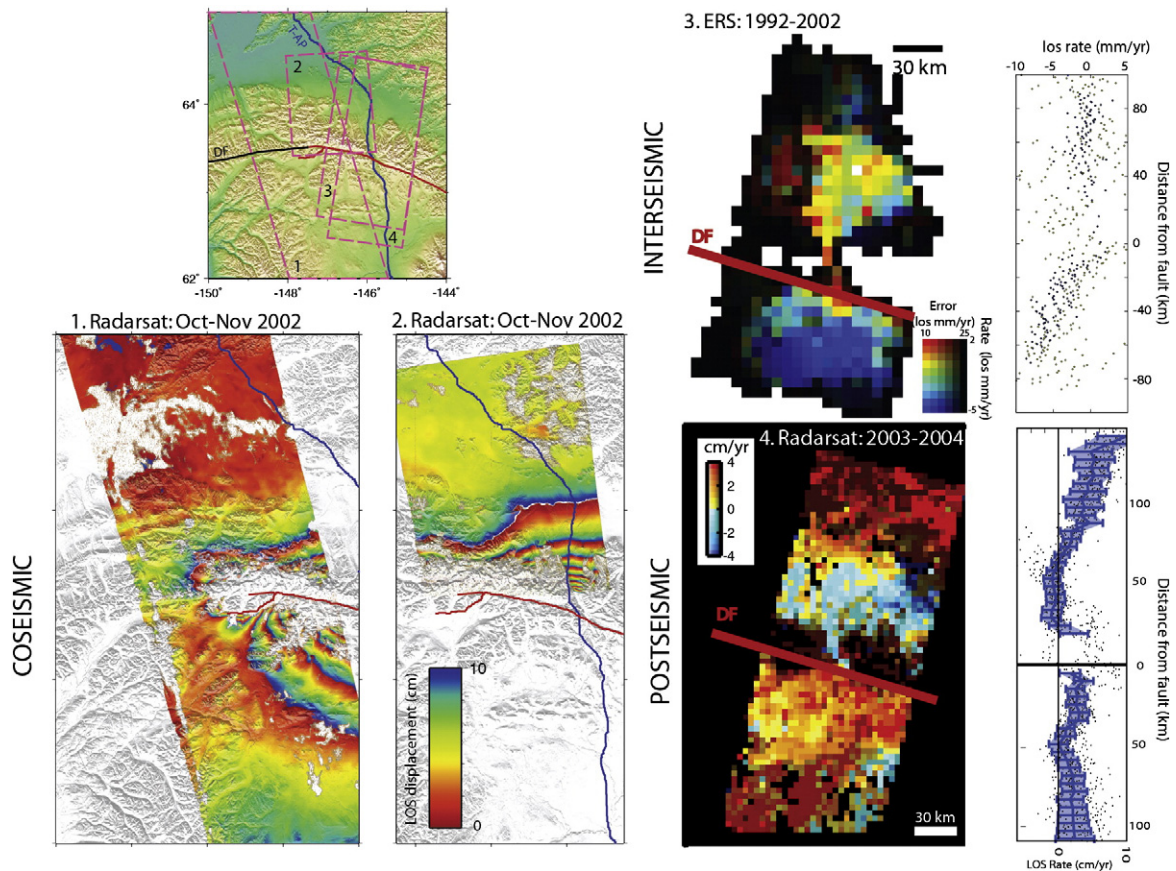 T-AP
2
64°
DF
3
4
1
62°
-150° -148° -146° -144°
1. Radarsat: Oct-Nov 2002
2. Radarsat: Oct-Nov 2002
COSEISMIC
LOS displacement (cm)
10
0
3. ERS: 1992-2002
30 km
INTERSEISMIC
DF
Error
(los mm/yr)
10 25
2
-5
Rate (los mm/yr)
los rate (mm/yr)
-10 -5 0 5
80
40
0
-40
-80
Distance from fault (km)
4. Radarsat: 2003-2004
cm/yr
4
2
0
-2
-4
POSTSEISMIC
DF
30 km
100
50
0
50
100
Distance from fault (km)
0 10
LOS Rate (cm/yr)